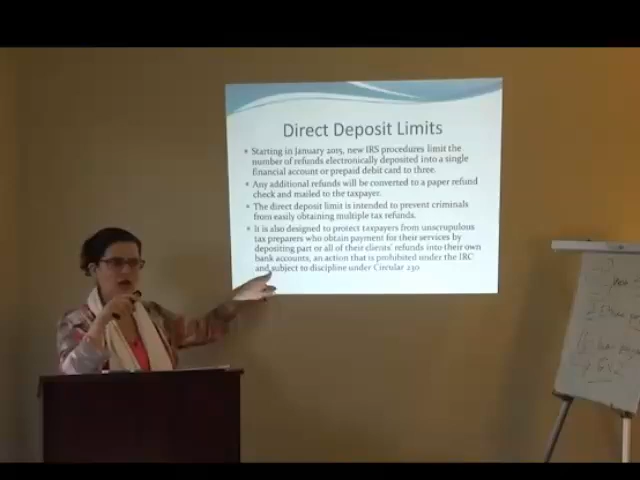 Direct Deposit Limits
Starting in January 2015, new IRS procedures limit the
number of refunds electronically deposited into a single
financial account or prepaid debit card to three.
Any additional refunds will be converted to a paper refund
check and mailed to the taxpayer.
The direct deposit limit is intended to prevent criminals
from easily obtaining multiple tax refunds.
It is also designed to protect taxpayers from unscrupulous
tax preparers who obtain payment for their services by
depositing part or all of their clients' refunds into their own
bank accounts, an action that is prohibited under the IRC
and subject to discipline under Circular 230